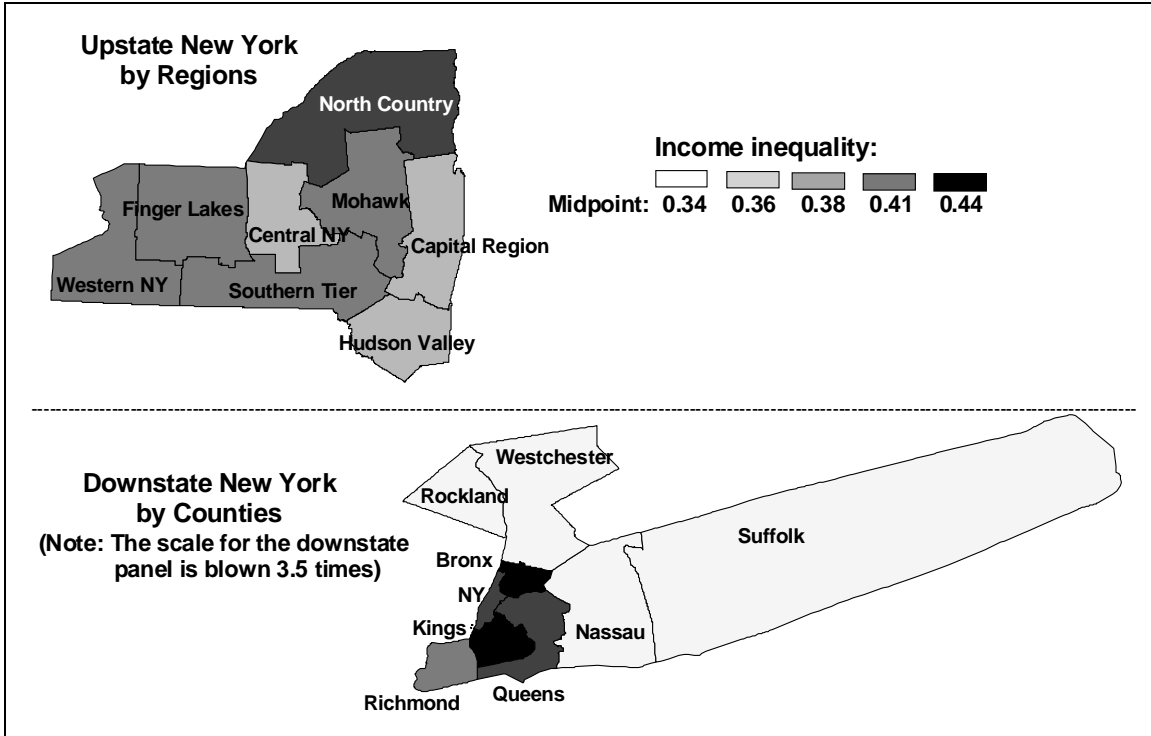 Upstate New York
by Regions
North Country
Income inequality:
Midpoint: 0.34 0.36 0.38 0.41 0.44
Finger Lakes
Mohawk
Central NY
Capital Region
Western NY
Southern Tier
Hudson Valley
Downstate New York
by Counties
(Note: The scale for the downstate
panel is blown 3.5 times)
Westchester
Rockland
Suffolk
Bronx
NY
Kings
Nassau
Queens
Richmond